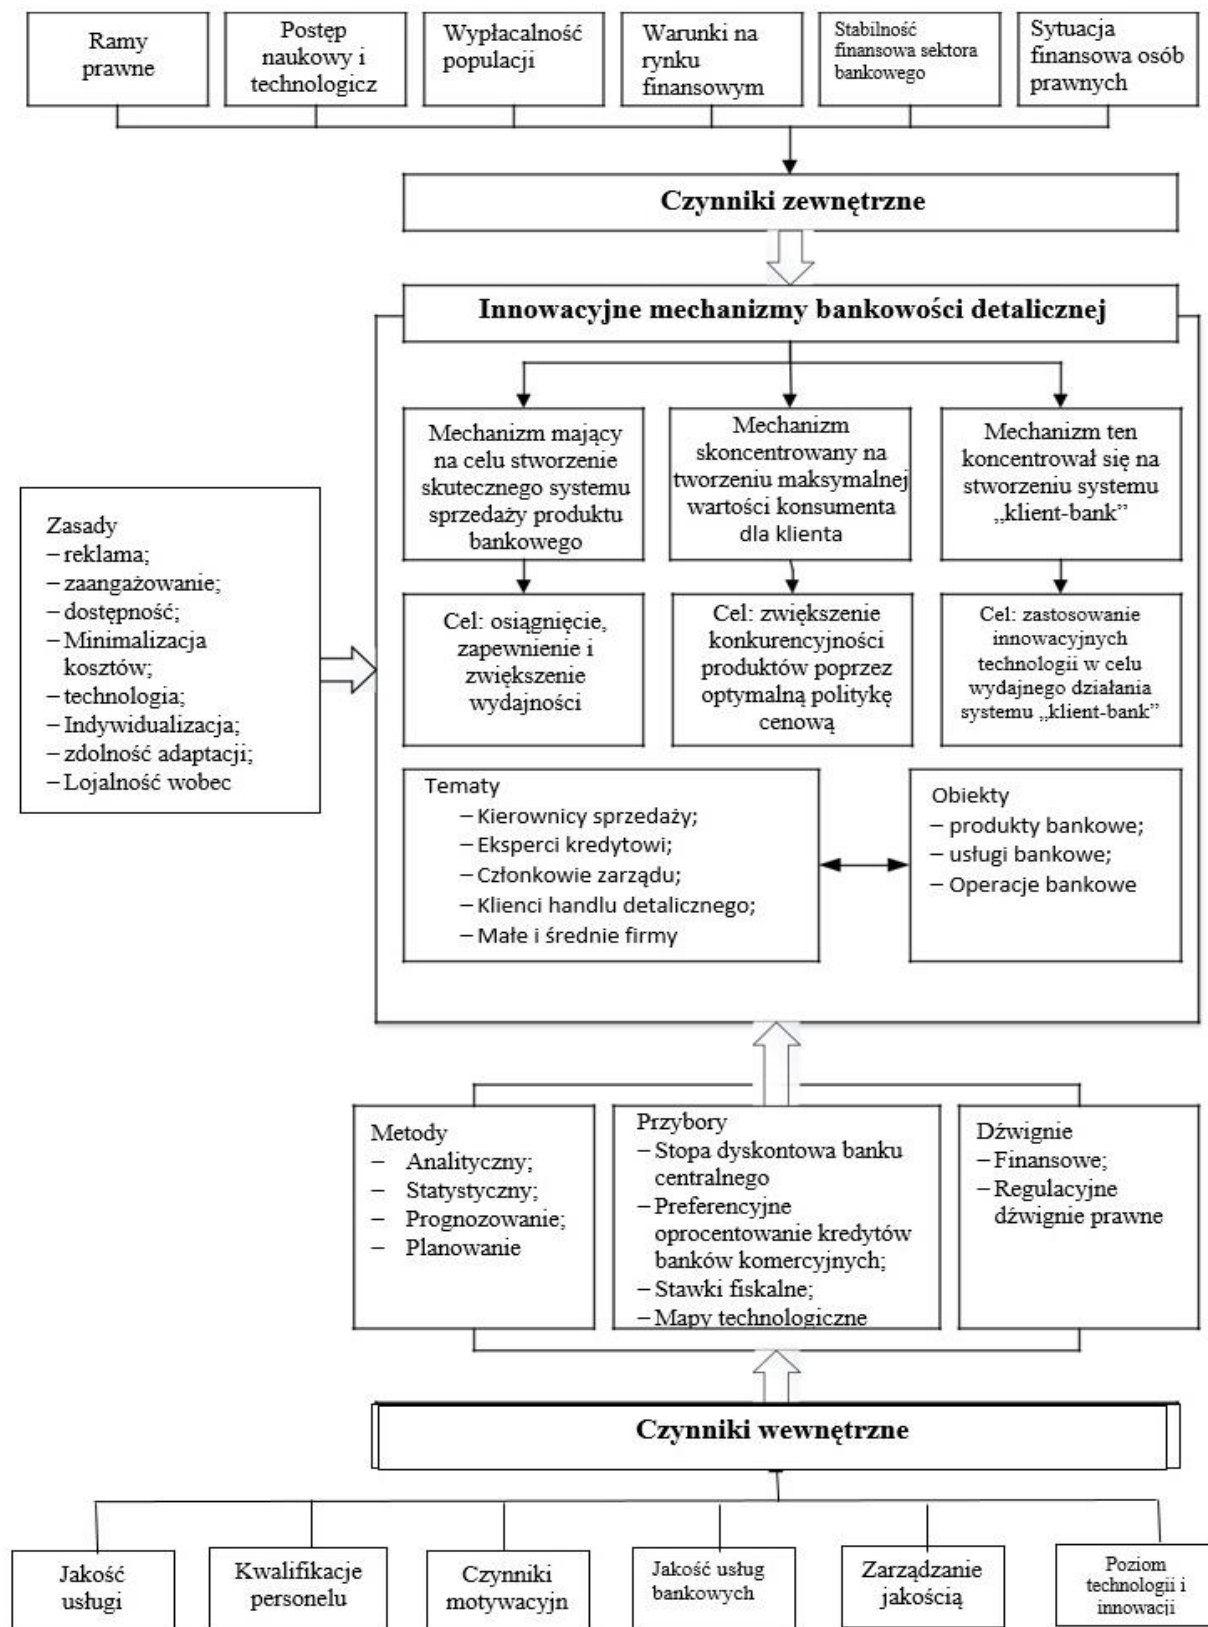 Ramy
prawne
Postęp
naukowy i
technologicz
Wypłacalność
populacji
Warunki na
rynku
finansowym
Stabilność
finansowa sektora
bankowego
Sytuacja
finansowa osób
prawnych
Czynniki zewnętrzne
Innowacyjne mechanizmy bankowości detalicznej
Mechanizm mający
na celu stworzenie
skutecznego systemu
sprzedaży produktu
bankowego
Mechanizm
skoncentrowany na
tworzeniu maksymalnej
wartości konsumenta
dla klienta
Mechanizm ten
koncentrował się na
stworzeniu systemu
„klient-bank”
Zasady
– reklama;
– zaangażowanie;
– dostępność;
– Minimalizacja
kosztów;
– technologia;
– Indywidualizacja;
– zdolność adaptacji;
– Lojalność wobec
Cel: osiągnięcie,
zapewnienie i
zwiększenie
wydajności
Cel: zwiększenie
konkurencyjności
produktów poprzez
optymalną politykę
cenową
Cel: zastosowanie
innowacyjnych
technologii w celu
wydajnego działania
systemu „klient-bank”
Tematy
– Kierownicy sprzedaży;
– Eksperci kredytowi;
– Członkowie zarządu;
– Klienci handlu detalicznego;
– Małe i średnie firmy
Obiekty
– produkty bankowe;
– usługi bankowe;
– Operacje bankowe
Metody
– Analityczny;
– Statystyczny;
– Prognozowanie;
– Planowanie
Przybory
– Stopa dyskontowa banku
centralnego
– Preferencyjne
oprocentowanie kredytów
banków komercyjnych;
– Stawki fiskalne;
– Mapy technologiczne
Dźwignie
– Finansowe;
– Regulacyjne
dźwignie prawne
Czynniki wewnętrzne
Jakość
usługi
Kwalifikacje
personelu
Czynniki
motywacyjn
Jakość usług
bankowych
Zarządzanie
jakością
Poziom
technologii i
innowacji